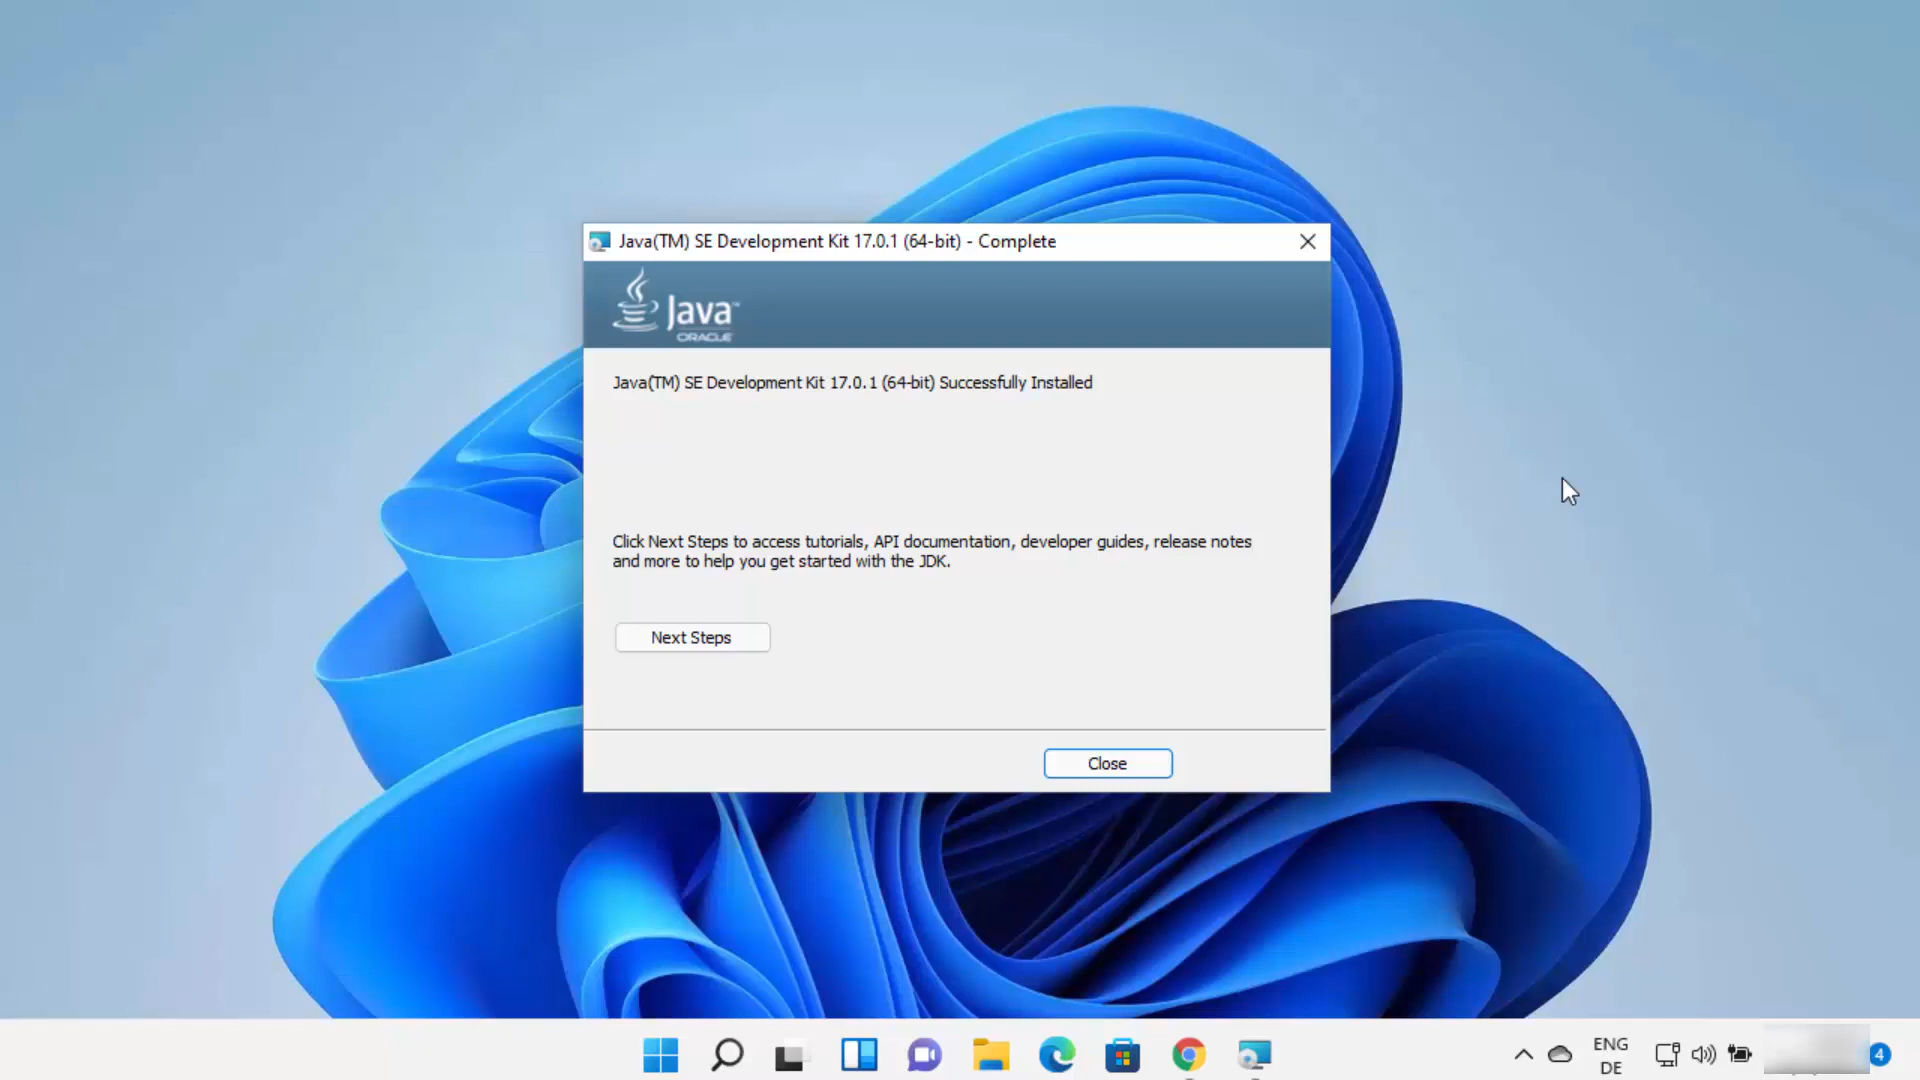 Java(TM) SE Development Kit 17.0.1 (64-bit) - Complete
Java™
ORACLE
Java(TM) SE Development Kit 17.0.1 (64-bit) Successfully Installed
Click Next Steps to access tutorials, API documentation, developer guides, release notes
and more to help you get started with the JDK.
Next Steps
Close
ENG
DE
4